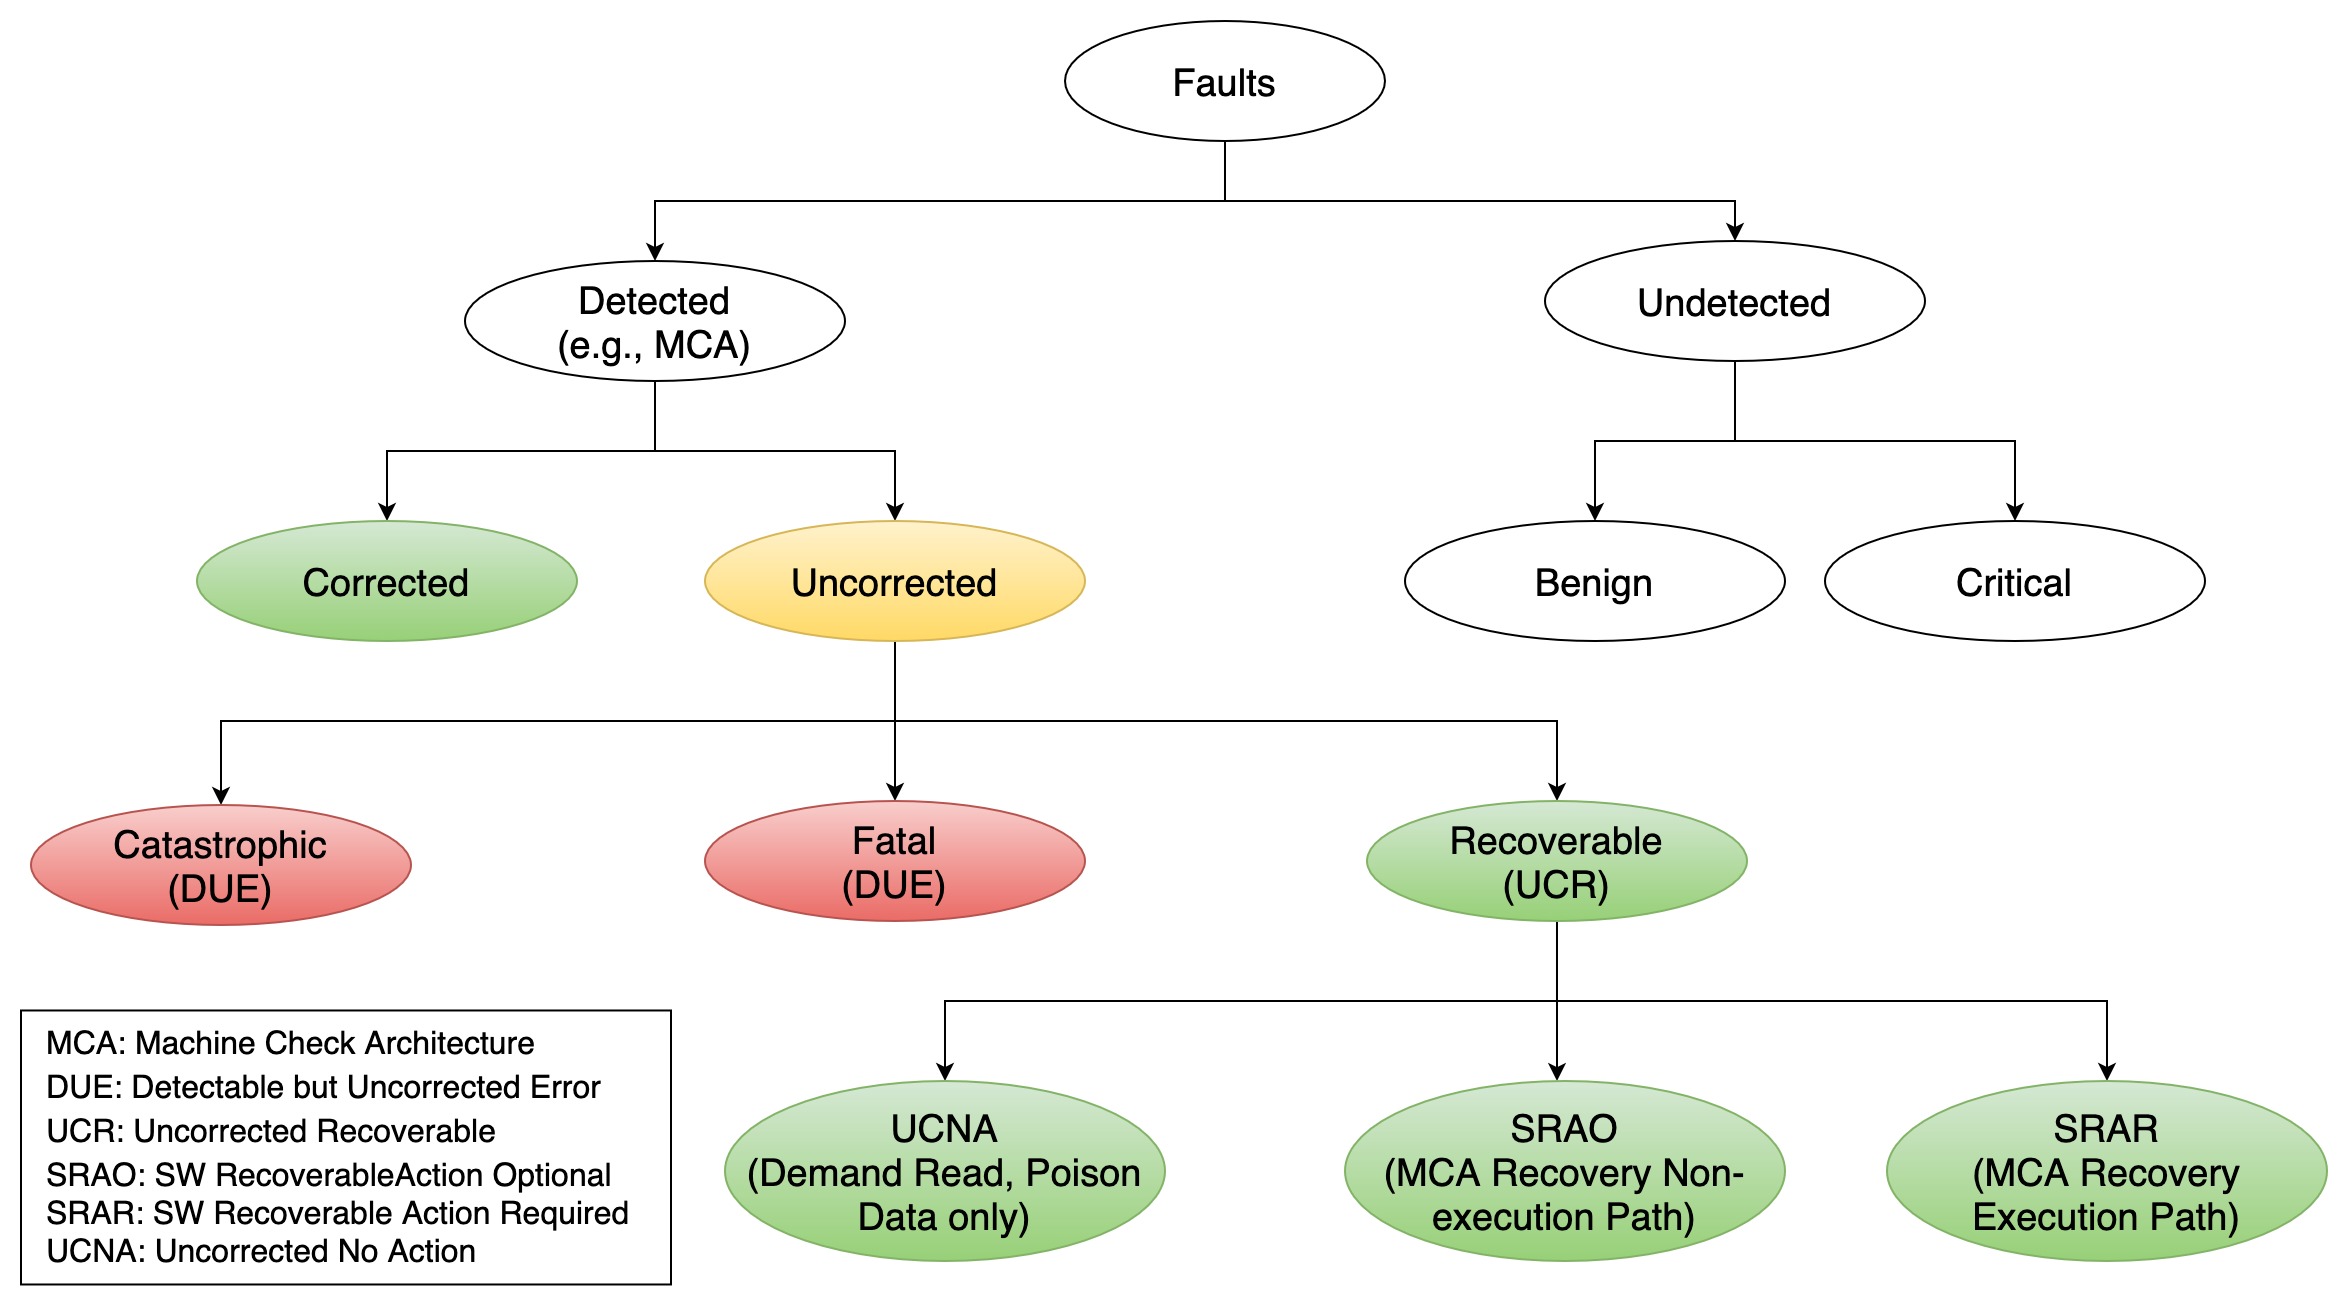 Faults
Detected
(e.g., MCA)
Undetected
Corrected
Uncorrected
Benign
Critical
Catastrophic
(DUE)
Fatal
(DUE)
Recoverable
(UCR)
UCNA
(Demand Read, Poison
Data only)
SRAO
(MCA Recovery Non-
execution Path)
SRAR
(MCA Recovery
Execution Path)
MCA: Machine Check Architecture
DUE: Detectable but Uncorrected Error
UCR: Uncorrected Recoverable
SRAO: SW RecoverableAction Optional
SRAR: SW Recoverable Action Required
UCNA: Uncorrected No Action